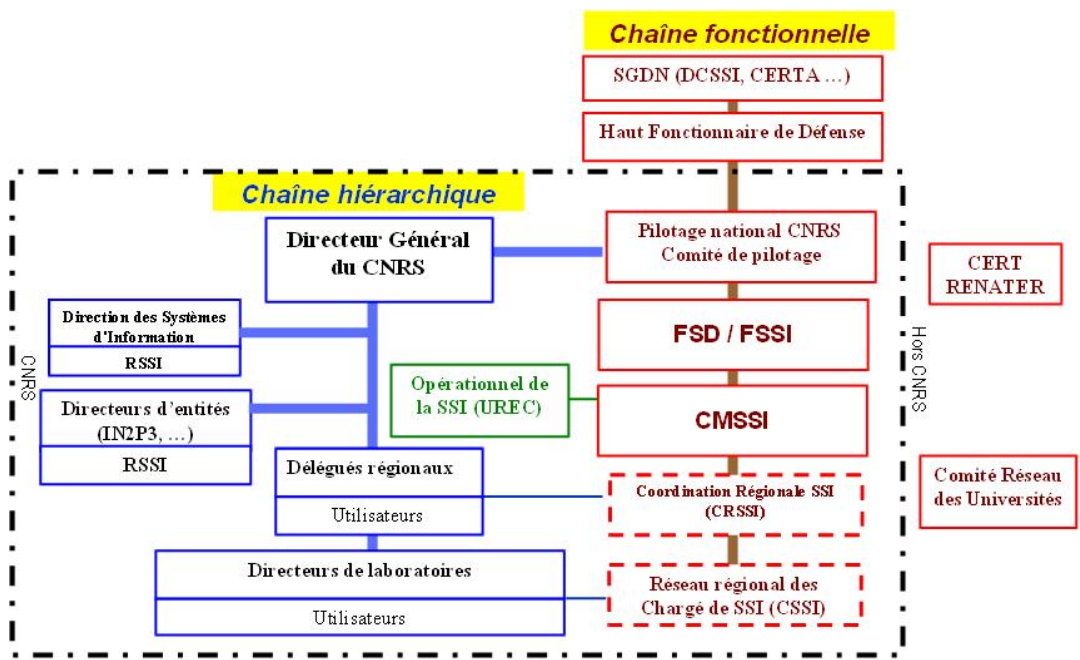 Chaîne fonctionnelle
SGDN (DCSSI, CERTA ...)
Haut Fonctionnaire de Défense
Chaîne hiérarchique
Directeur Général
du CNRS
Pilotage national CNRS
Comité de pilotage
CERT
RENATER
Direction des Systèmes
d'Information
RSSI
FSD / FSSI
CNRS
Hors CNRS
Opérationnel de
la SSI (UREC)
Directeurs d'entités
(IN2P3, ...)
RSSI
CMSSI
Délégués régionaux
Utilisateurs
Coordination Régionale SSI
(CRSSI)
Comité Réseau
des Universités
Directeurs de laboratoires
Utilisateurs
Réseau régional des
Chargé de SSI (CSSI)